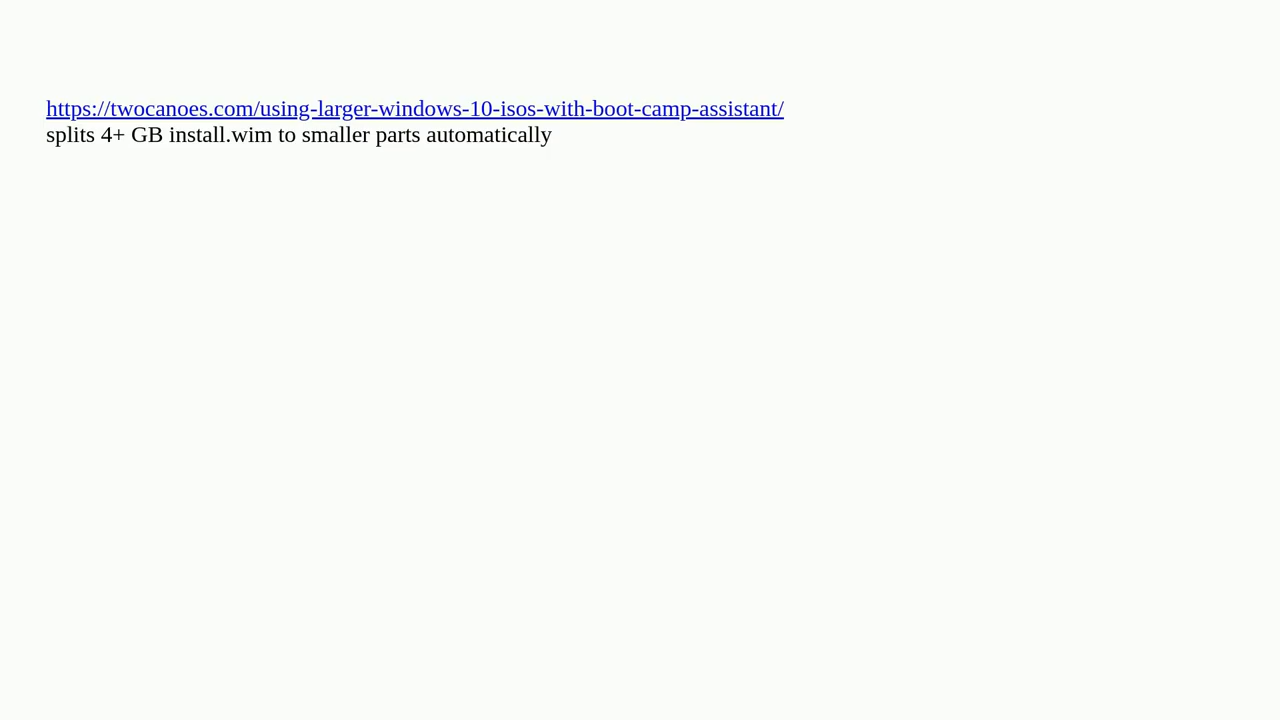 https://twocanoes.com/using-larger-windows-10-isos-with-boot-camp-assistant/
splits 4+ GB install.wim to smaller parts automatically